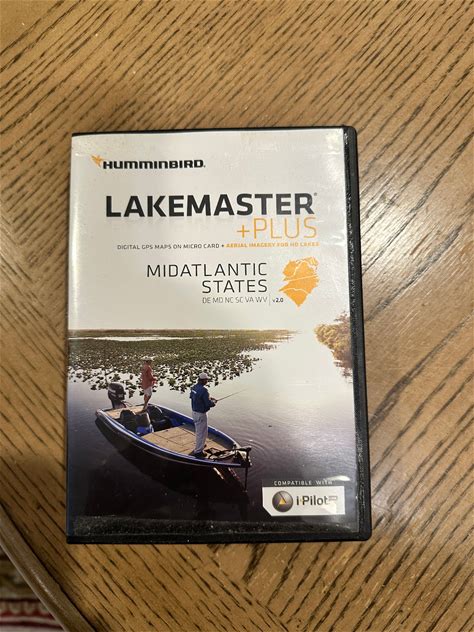 HUMMINBIRD
LAKEMASTER®
+PLUS
DIGITAL GPS MAPS ON MICRO CARD + AERIAL IMAGERY FOR HD LAKES
MIDATLANTIC
STATES
DE MD NC SC VA WV | v2.0
COMPATIBLE WITH
i-Pilot